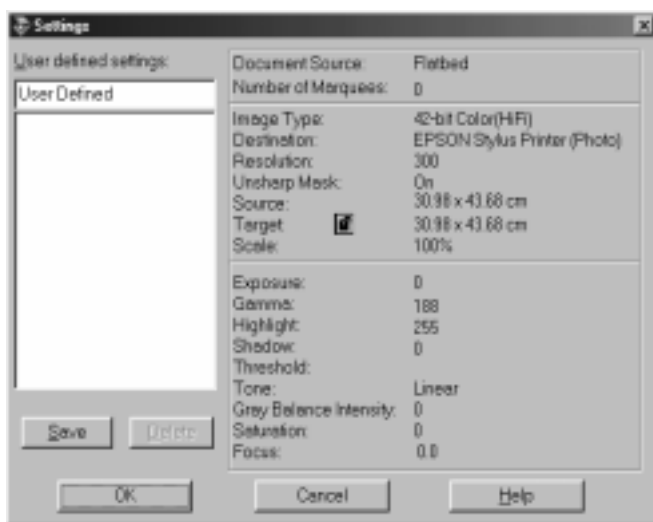 Settings
User defined settings:
User Defined
Save
Delete
Document Source: Flatbed
Number of Marquees: 0
Image Type: 42-bit Color(HiFi)
Destination: EPSON Stylus Printer (Photo)
Resolution: 300
Unsharp Mask: On
Source: 30.98 x 43.68 cm
Target: 30.98 x 43.68 cm
Scale: 100%
Exposure: 0
Gamma: 188
Highlight: 255
Shadow: 0
Threshold:
Tone: Linear
Gray Balance Intensity: 0
Saturation: 0
Focus: 0.0
OK
Cancel
Help